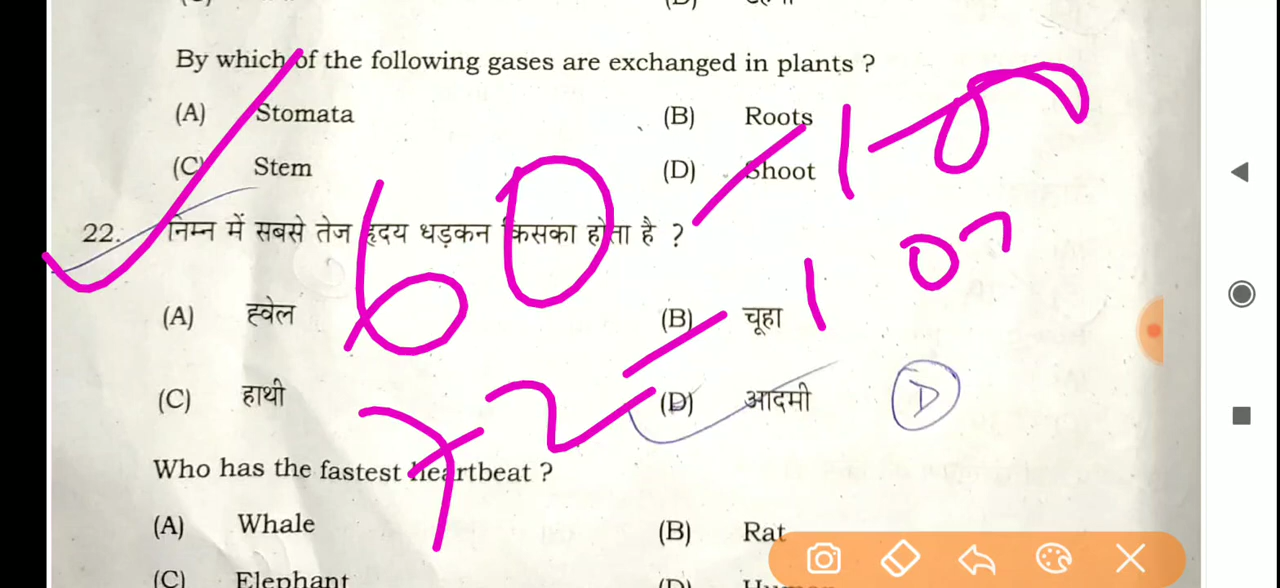 By which of the following gases are exchanged in plants ?
(A) Stomata (B) Roots
(C) Stem (D) Shoot
22. निम्न में सबसे तेज हृदय धड़कन किसका होता है ?
(A) ह्वेल (B) चूहा
(C) हाथी (D) आदमी D
Who has the fastest heartbeat ?
(A) Whale (B) Rat
(C) Elephant (D)
60 - 100
72